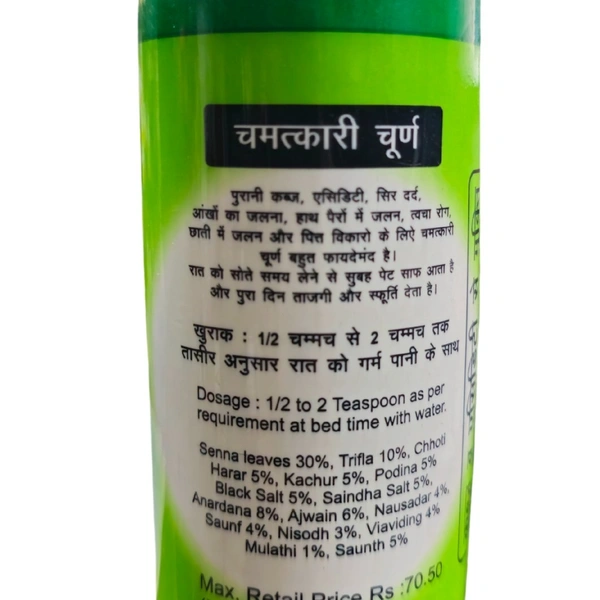 चमत्कारी चूर्ण
पुरानी कब्ज, एसिडिटी, सिर दर्द,
आंखों का जलना, हाथ पैरों में जलन, त्वचा रोग,
छाती में जलन और पित्त विकारो के लिए चमत्कारी
चूर्ण बहुत फायदेमंद है।
रात को सोते समय लेने से सुबह पेट साफ आता है
और पुरा दिन ताजगी और स्फूर्ति देता है।
खुराक : 1/2 चम्मच से 2 चम्मच तक
तासीर अनुसार रात को गर्म पानी के साथ
Dosage : 1/2 to 2 Teaspoon as per
requirement at bed time with water.
Senna leaves 30%, Trifla 10%, Chhoti
Harar 5%, Kachur 5%, Podina 5%
Black Salt 5%, Saindha Salt 5%,
Anardana 8%, Ajwain 6%, Nausadar 4%,
Saunf 4%, Nisodh 3%, Viaviding 4%
Mulathi 1%, Saunth 5%
Max. Retail Price Rs :70.50